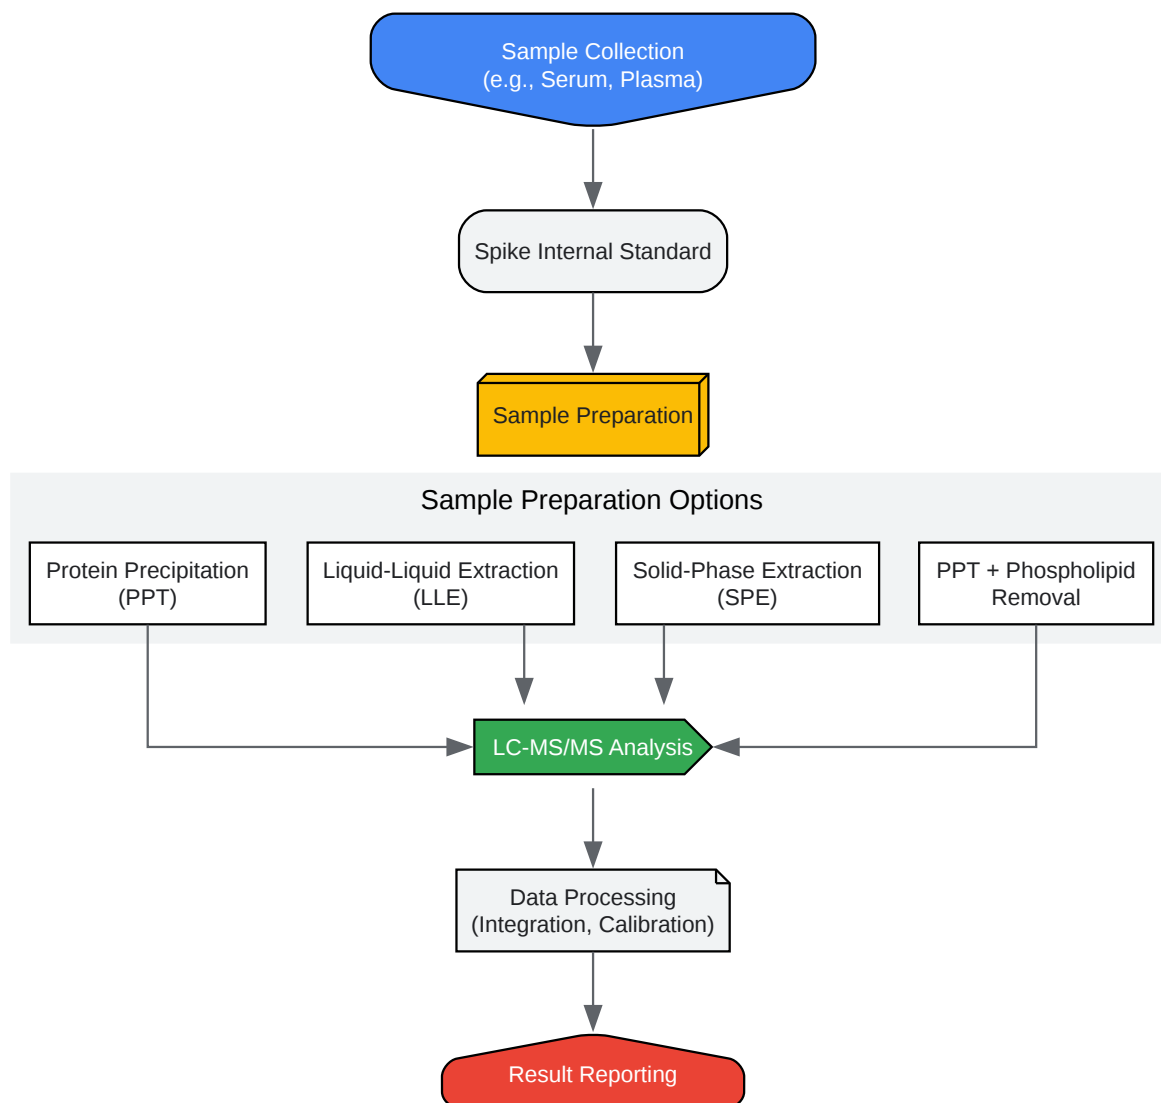 Sample Collection
(e.g., Serum, Plasma)
Spike Internal Standard
Sample Preparation
Sample Preparation Options
Protein Precipitation
(PPT)
Liquid-Liquid Extraction
(LLE)
Solid-Phase Extraction
(SPE)
PPT + Phospholipid
Removal
LC-MS/MS Analysis
Data Processing
(Integration, Calibration)
Result Reporting